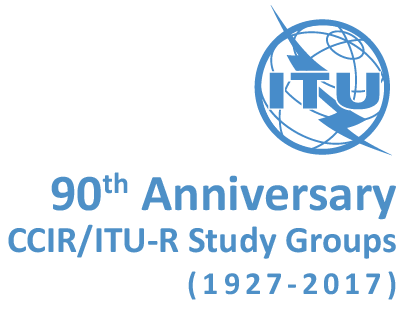 ITU
90th Anniversary
CCIR/ITU-R Study Groups
(1927-2017)